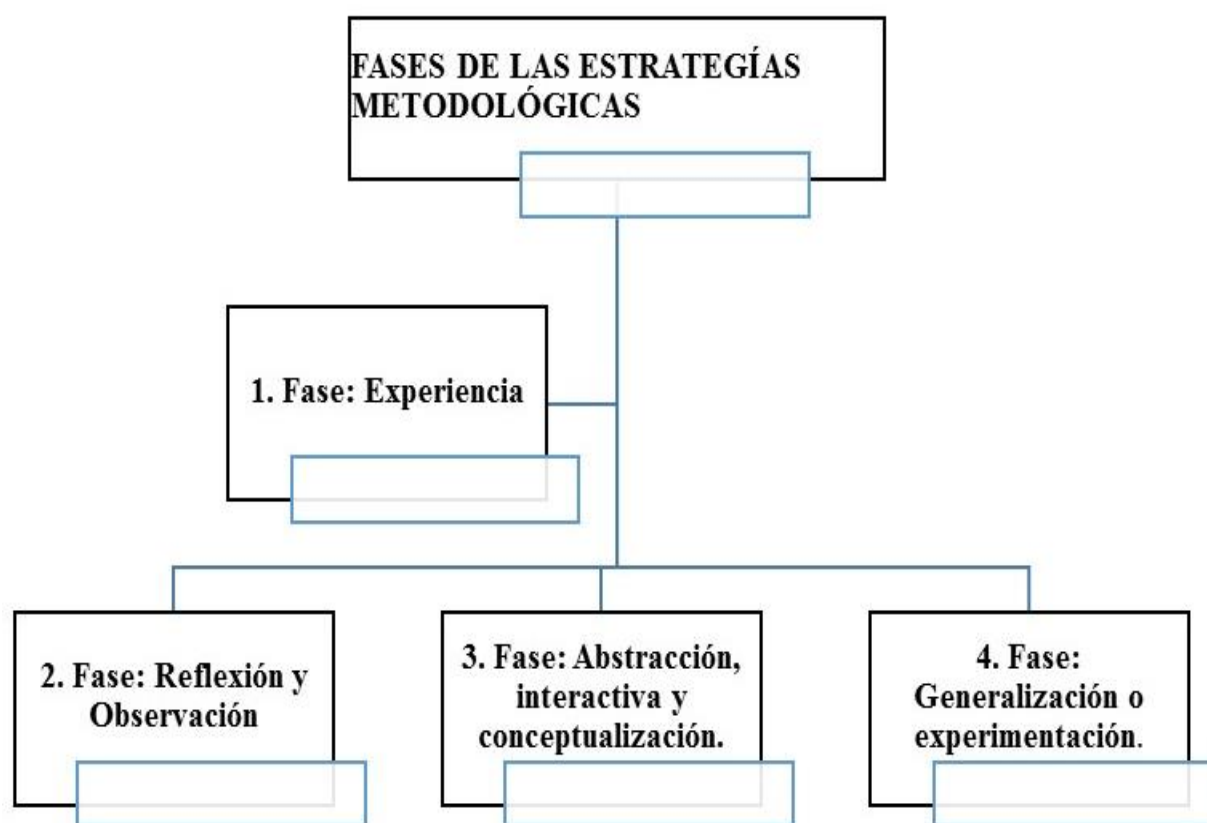 FASES DE LAS ESTRATEGÍAS
METODOLÓGICAS
1. Fase: Experiencia
2. Fase: Reflexión y
Observación
3. Fase: Abstracción,
interactiva y
conceptualización.
4. Fase:
Generalización o
experimentación.